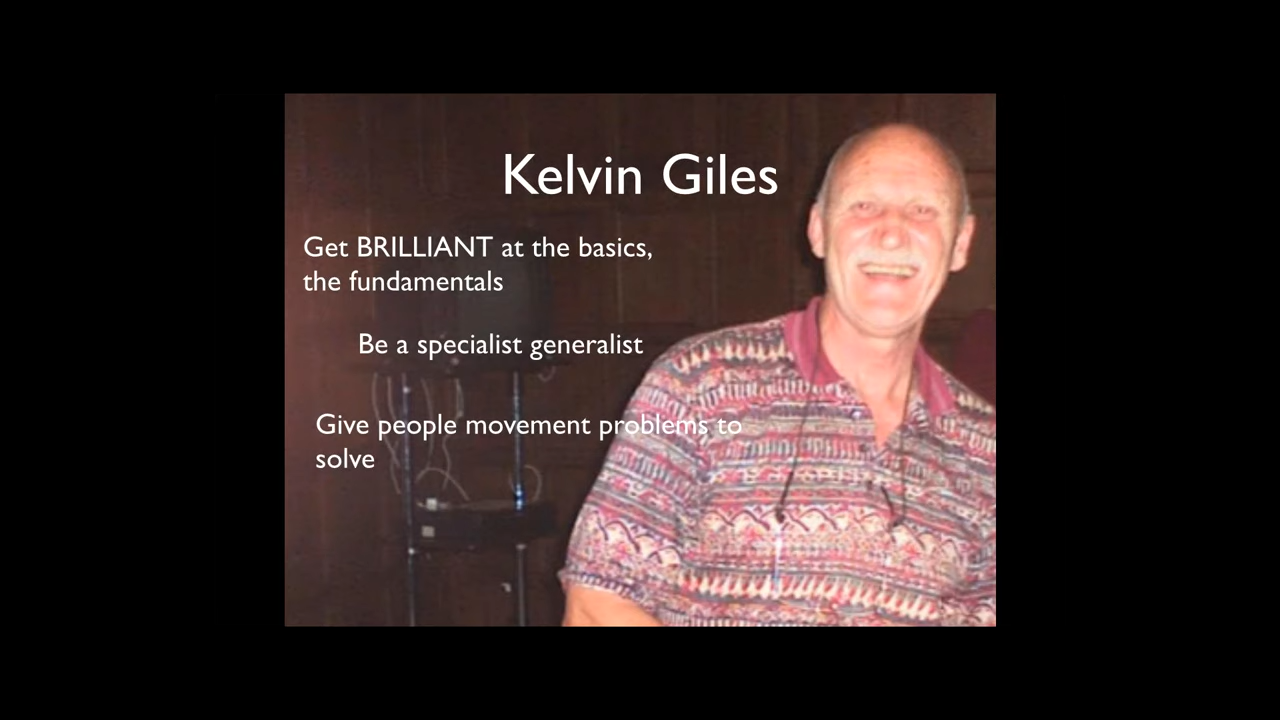 Kelvin Giles
Get BRILLIANT at the basics,
the fundamentals
Be a specialist generalist
Give people movement problems to
solve